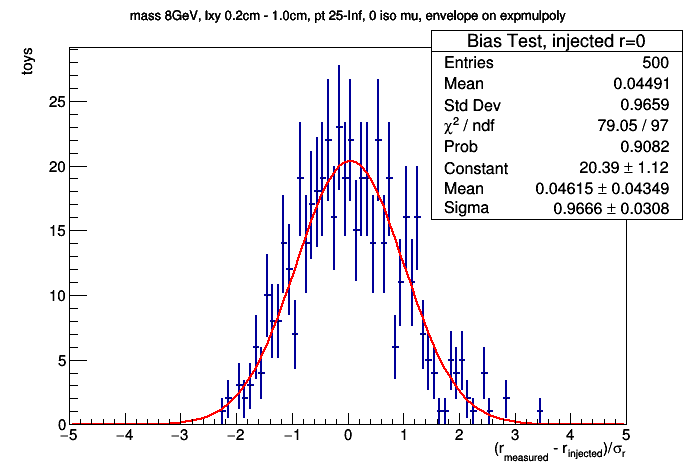 mass 8GeV, lxy 0.2cm - 1.0cm, pt 25-Inf, 0 iso mu, envelope on expmulpoly
toys
Bias Test, injected r=0
Entries 500
Mean 0.04491
Std Dev 0.9659
χ² / ndf 79.05 / 97
Prob 0.9082
Constant 20.39 ± 1.12
Mean 0.04615 ± 0.04349
Sigma 0.9666 ± 0.0308
25
20
15
10
5
0
−5 −4 −3 −2 −1 0 1 2 3 4 5
(r_measured - r_injected)/σ_r